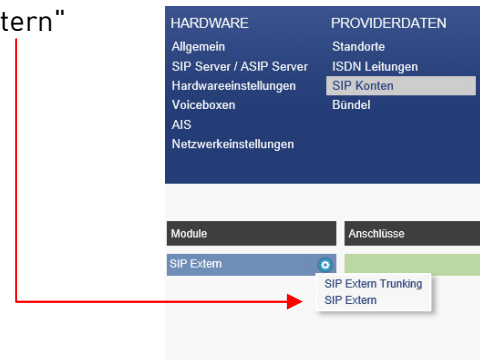 tern"
HARDWARE
Allgemein
SIP Server / ASIP Server
Hardwareeinstellungen
Voiceboxen
AIS
Netzwerkeinstellungen
PROVIDERDATEN
Standorte
ISDN Leitungen
SIP Konten
Bündel
Module
Anschlüsse
SIP Extern
SIP Extern Trunking
SIP Extern